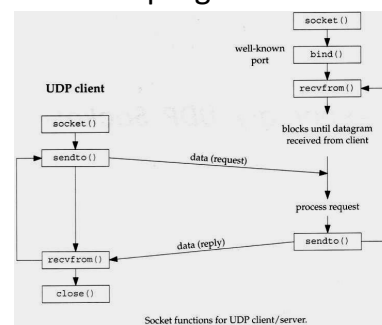 socket()
well-known
port
bind()
UDP client
recvfrom()
blocks until datagram
received from client
socket()
sendto()
data (request)
process request
data (reply)
sendto()
recvfrom()
close()
Socket functions for UDP client/server.